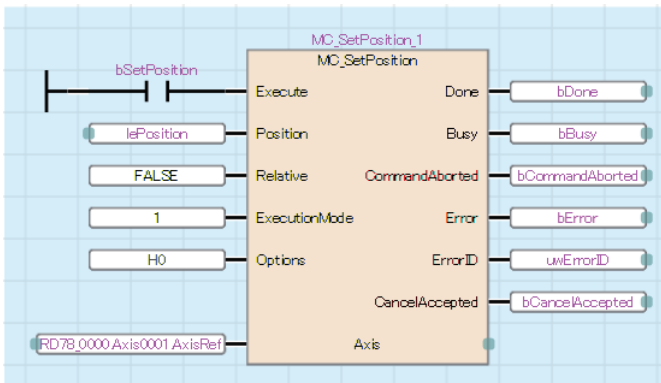 MC_SetPosition_1
MC_SetPosition
bSetPosition
Execute Done bDone
lePosition Position Busy bBusy
FALSE Relative CommandAborted bCommandAborted
1 ExecutionMode Error bError
H0 Options ErrorID uwErrorID
CancelAccepted bCancelAccepted
RD78_0000.Axis0001.AxisRef Axis